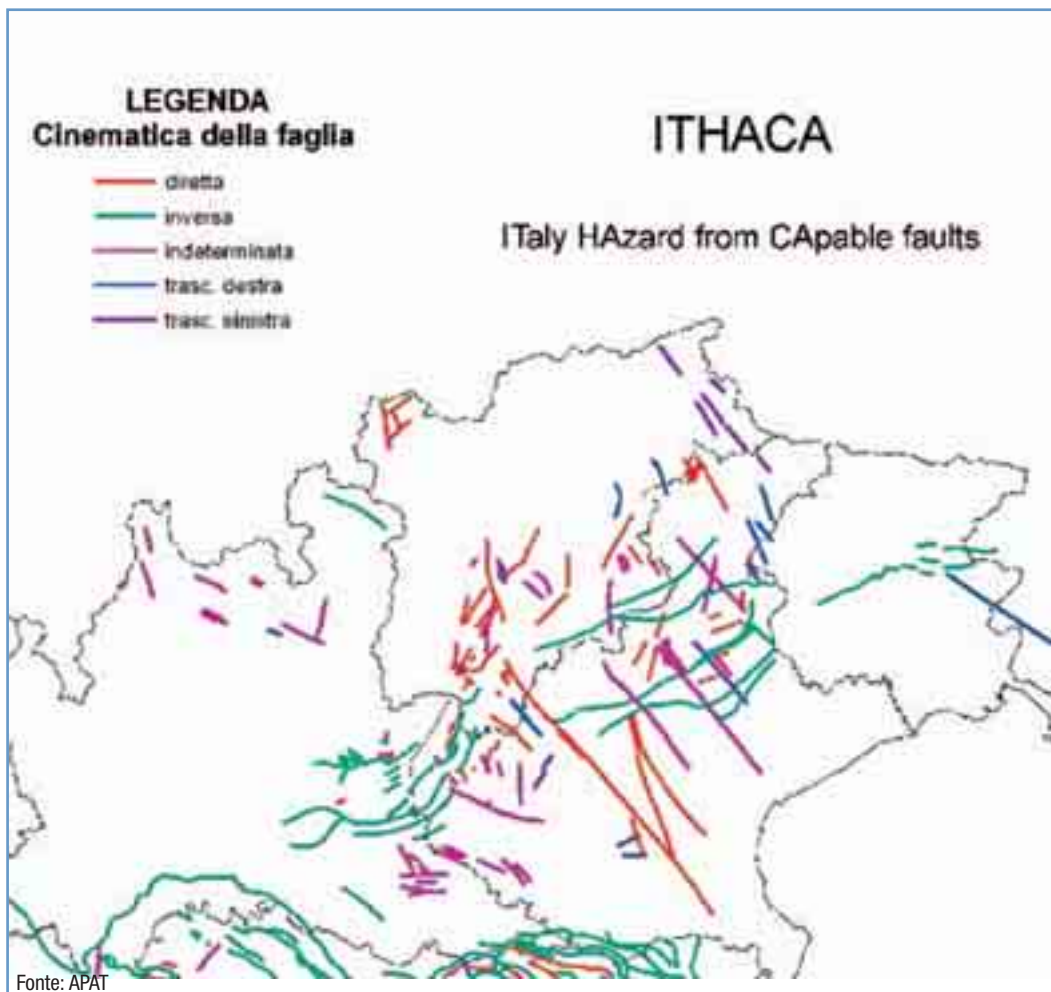 LEGENDA
Cinematica della faglia
diretta
inversa
indeterminata
trasc. destra
trasc. sinistra
ITHACA
ITaly HAzard from CApable faults
Fonte: APAT